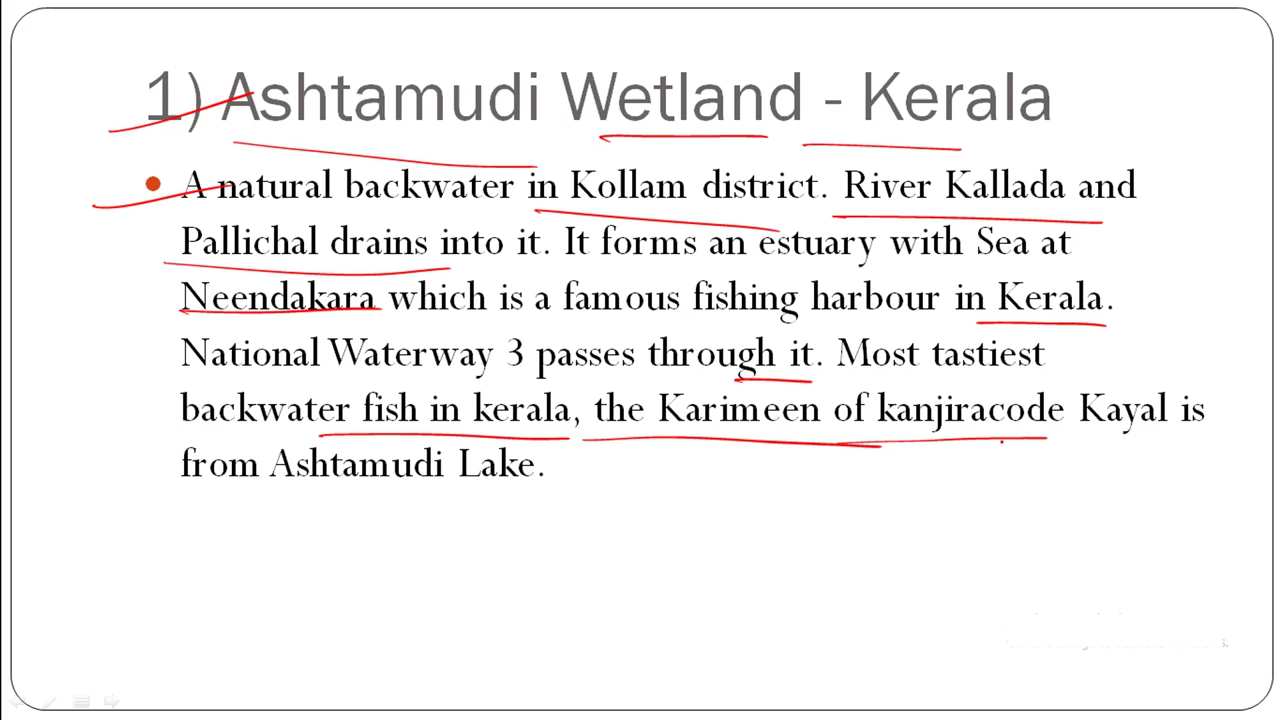 1) Ashtamudi Wetland - Kerala
• A natural backwater in Kollam district. River Kallada and
Pallichal drains into it. It forms an estuary with Sea at
Neendakara which is a famous fishing harbour in Kerala.
National Waterway 3 passes through it. Most tastiest
backwater fish in kerala, the Karimeen of kanjiracode Kayal is
from Ashtamudi Lake.